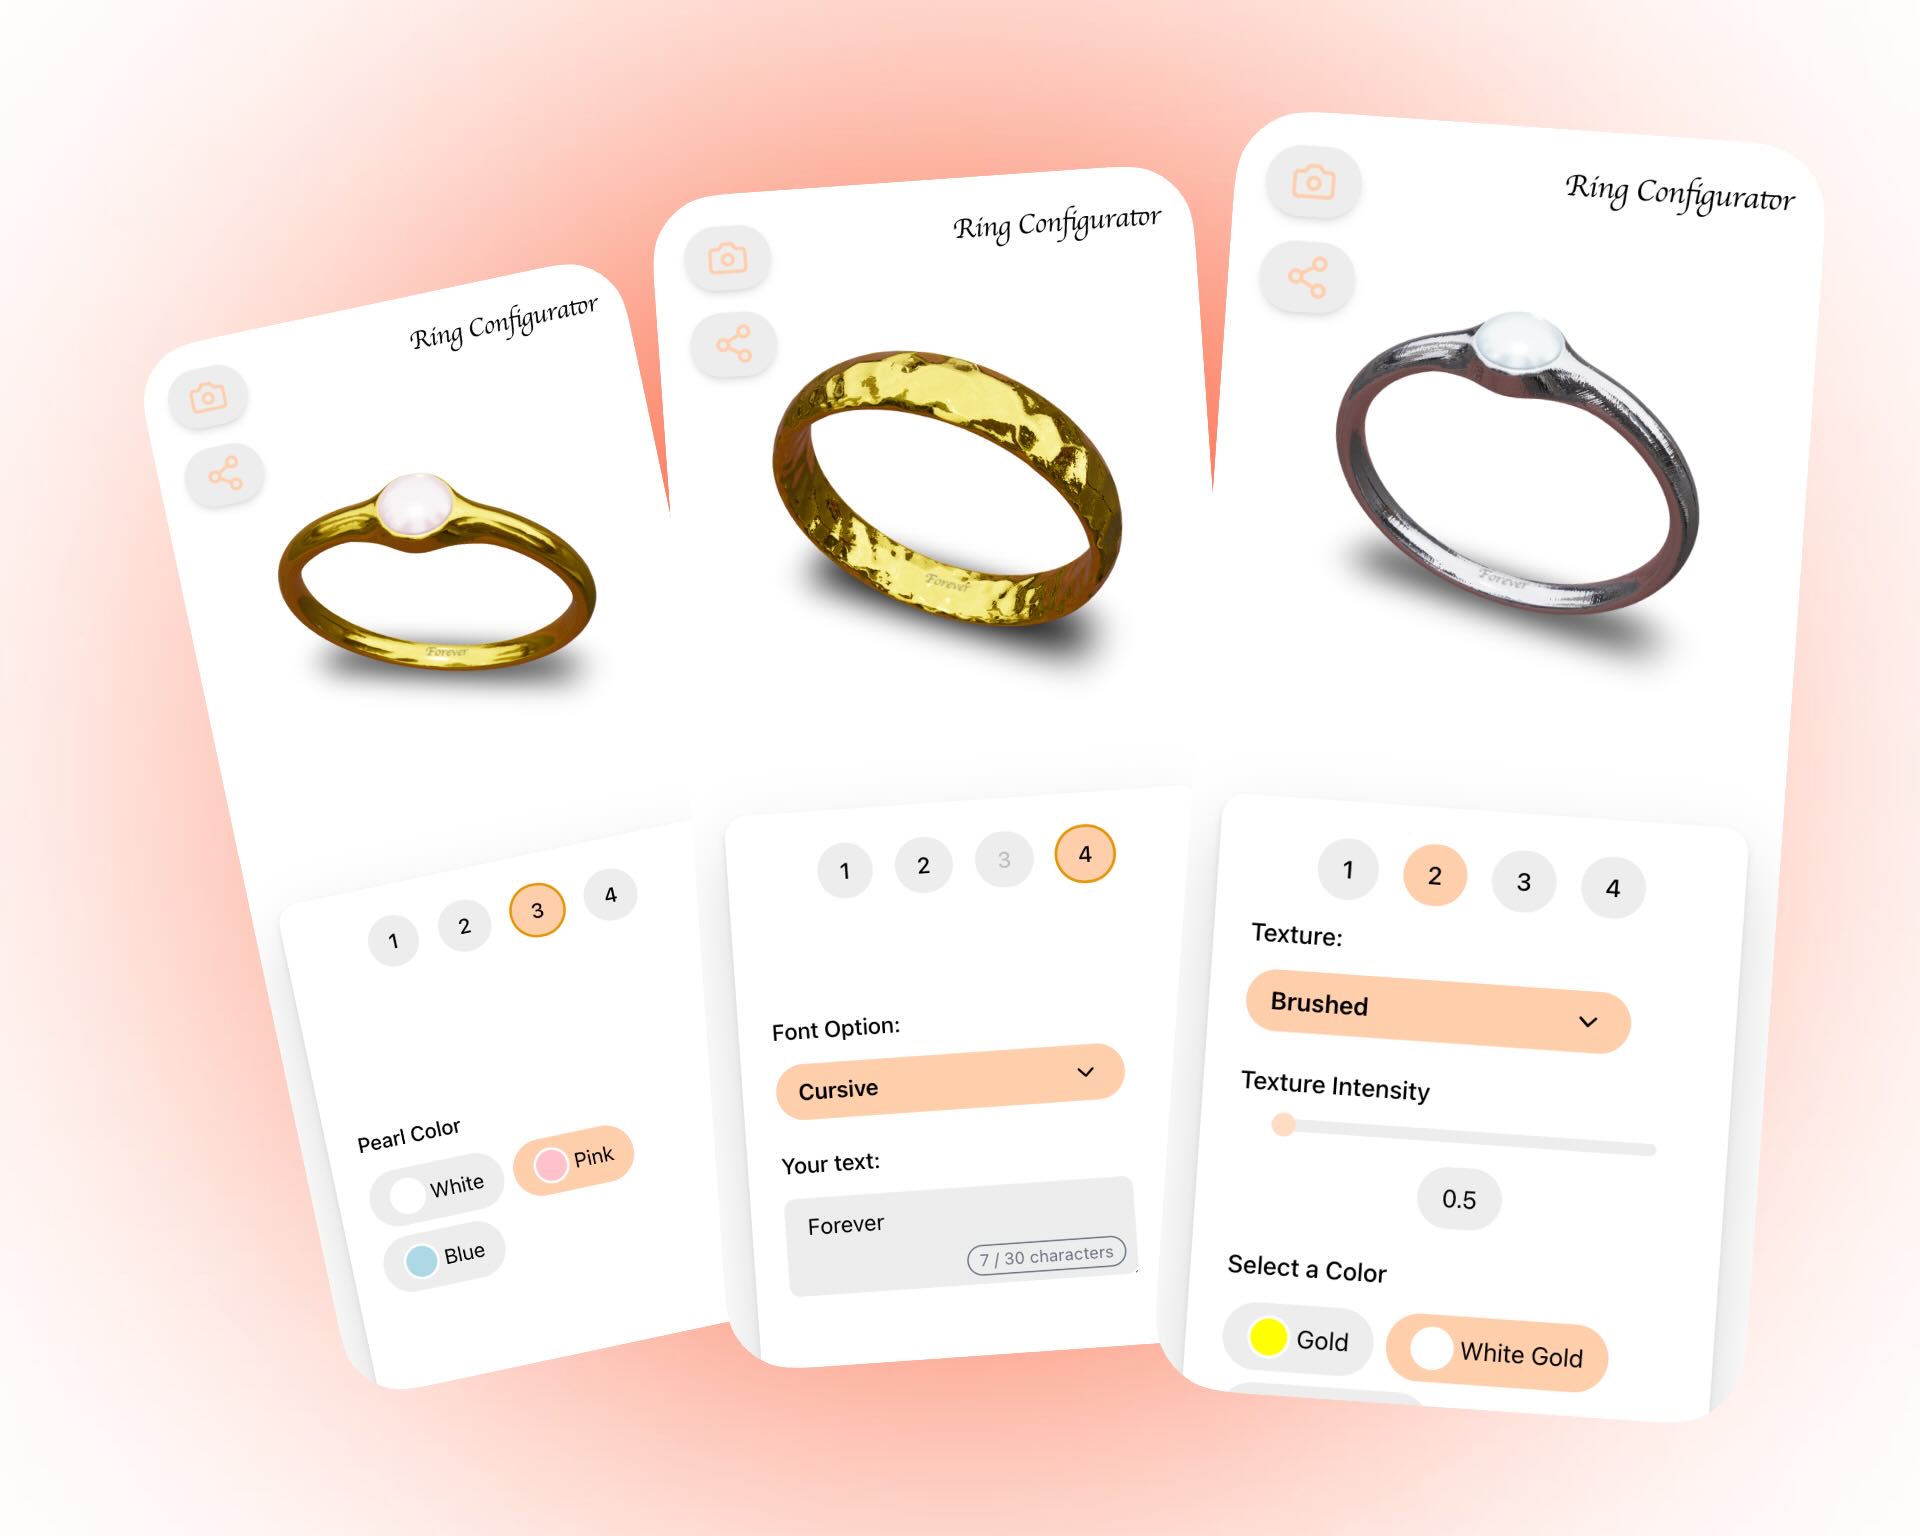 Ring Configurator
Forever
1 2 3 4
Pearl Color
White Pink
Blue
Ring Configurator
Forever
1 2 3 4
Font Option:
Cursive
Your text:
Forever
7 / 30 characters
Ring Configurator
Forever
1 2 3 4
Texture:
Brushed
Texture Intensity
0.5
Select a Color
Gold White Gold